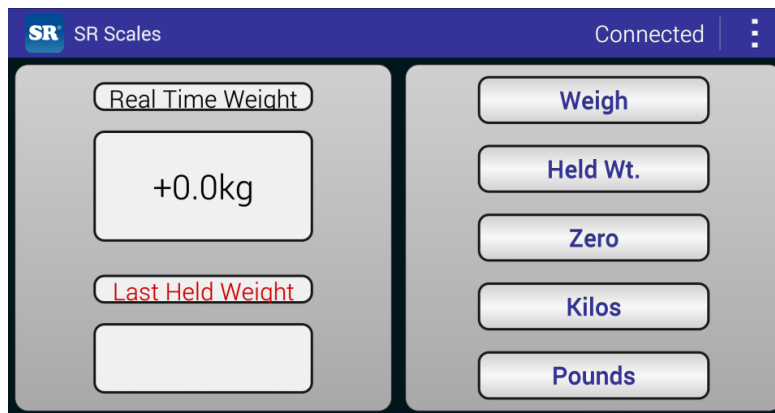 SR SR Scales Connected
Real Time Weight
+0.0kg
Last Held Weight
Weigh
Held Wt.
Zero
Kilos
Pounds